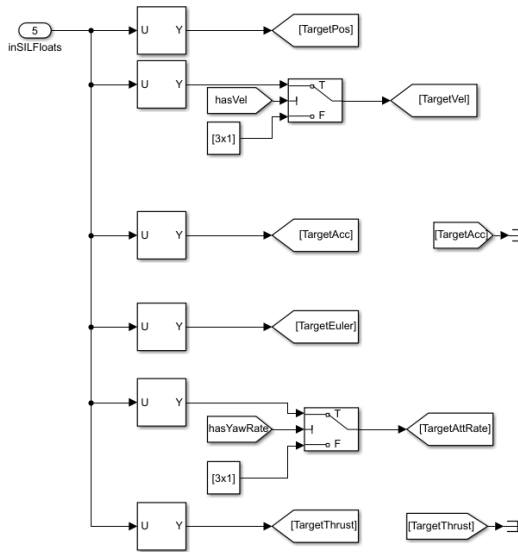 5
inSILFloats
U Y
[TargetPos]
U Y
hasVel
T
F
[3x1]
[TargetVel]
U Y
[TargetAcc]
[TargetAcc]
U Y
[TargetEuler]
U Y
hasYawRate
T
F
[3x1]
[TargetAttRate]
U Y
[TargetThrust]
[TargetThrust]